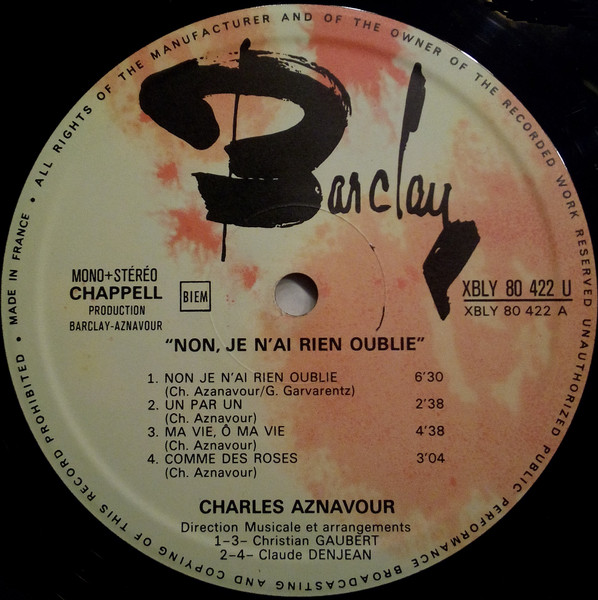 • MADE IN FRANCE • ALL RIGHTS OF THE MANUFACTURER AND OF THE OWNER OF THE RECORDED WORK RESERVED UNAUTHORIZED PUBLIC PERFORMANCE BROADCASTING AND COPYING OF THIS RECORD PROHIBITED
Barclay
MONO+STÉRÉO
CHAPPELL
PRODUCTION
BARCLAY-AZNAVOUR
BIEM
XBLY 80 422 U
XBLY 80 422 A
"NON, JE N'AI RIEN OUBLIE"
1. NON JE N'AI RIEN OUBLIE 6'30
(Ch. Azanavour/G. Garvarentz)
2. UN PAR UN 2'38
(Ch. Aznavour)
3. MA VIE, Ô MA VIE 4'38
(Ch. Aznavour)
4. COMME DES ROSES 3'04
(Ch. Aznavour)
CHARLES AZNAVOUR
Direction Musicale et arrangements
1-3- Christian GAUBERT
2-4- Claude DENJEAN